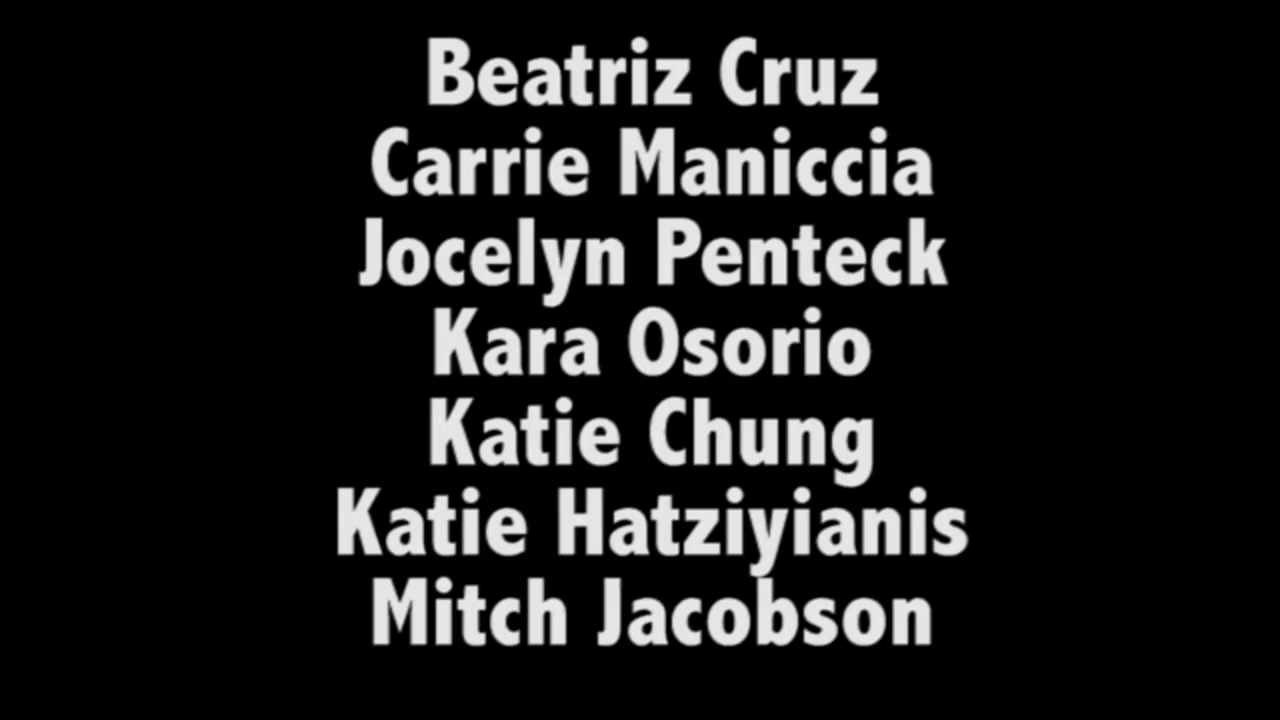 Beatriz Cruz
Carrie Maniccia
Jocelyn Penteck
Kara Osorio
Katie Chung
Katie Hatziyianis
Mitch Jacobson